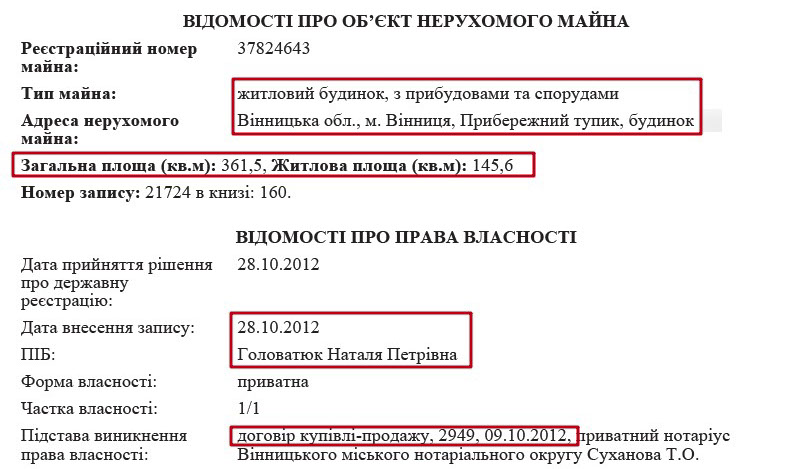 ВІДОМОСТІ ПРО ОБ’ЄКТ НЕРУХОМОГО МАЙНА
Реєстраційний номер майна: 37824643
Тип майна: житловий будинок, з прибудовами та спорудами
Адреса нерухомого майна: Вінницька обл., м. Вінниця, Прибережний тупик, будинок
Загальна площа (кв.м): 361,5, Житлова площа (кв.м): 145,6
Номер запису: 21724 в книзі: 160.
ВІДОМОСТІ ПРО ПРАВА ВЛАСНОСТІ
Дата прийняття рішення про державну реєстрацію: 28.10.2012
Дата внесення запису: 28.10.2012
ПІБ: Головатюк Наталя Петрівна
Форма власності: приватна
Частка власності: 1/1
Підстава виникнення права власності: договір купівлі-продажу, 2949, 09.10.2012, приватний нотаріус Вінницького міського нотаріального округу Суханова Т.О.